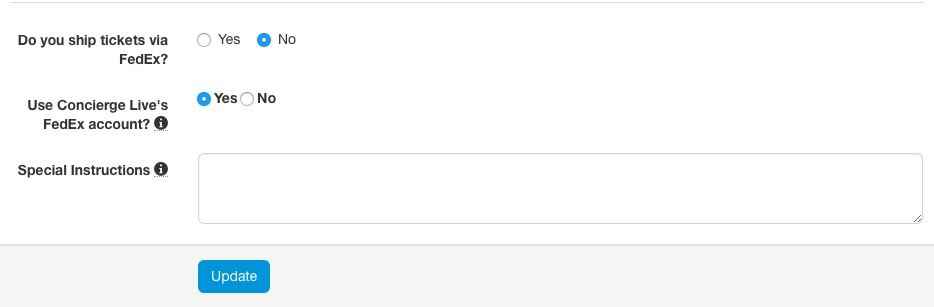 Do you ship tickets via
FedEx?
Yes No
Use Concierge Live's
FedEx account?
Yes No
Special Instructions
Update